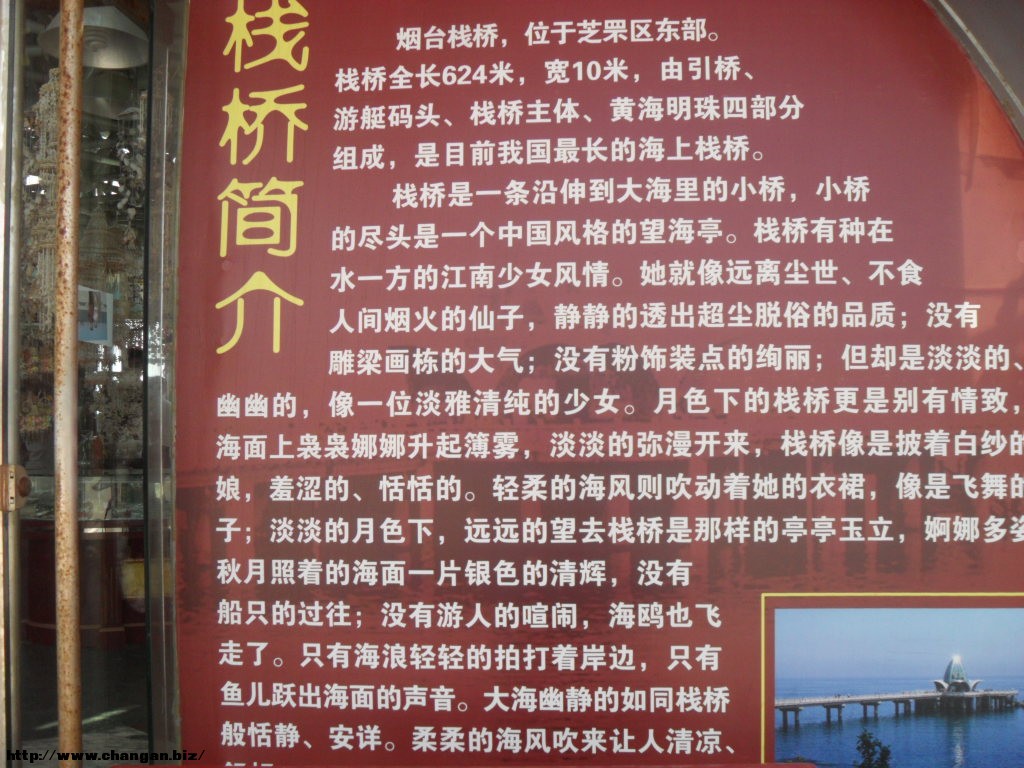 栈桥简介
烟台栈桥，位于芝罘区东部。
栈桥全长624米，宽10米，由引桥、
游艇码头、栈桥主体、黄海明珠四部分
组成，是目前我国最长的海上栈桥。
栈桥是一条沿伸到大海里的小桥，小桥
的尽头是一个中国风格的望海亭。栈桥有种在
水一方的江南少女风情。她就像远离尘世、不食
人间烟火的仙子，静静的透出超尘脱俗的品质；没有
雕梁画栋的大气；没有粉饰装点的绚丽；但却是淡淡的、
幽幽的，像一位淡雅清纯的少女。月色下的栈桥更是别有情致，
海面上袅袅娜娜升起薄雾，淡淡的弥漫开来，栈桥像是披着白纱的
娘，羞涩的、恬恬的。轻柔的海风则吹动着她的衣裙，像是飞舞的
子；淡淡的月色下，远远的望去栈桥是那样的亭亭玉立，婀娜多姿
秋月照着的海面一片银色的清辉，没有
船只的过往；没有游人的喧闹，海鸥也飞
走了。只有海浪轻轻的拍打着岸边，只有
鱼儿跃出海面的声音。大海幽静的如同栈桥
般恬静、安详。柔柔的海风吹来让人清凉、
http://www.changan.biz/